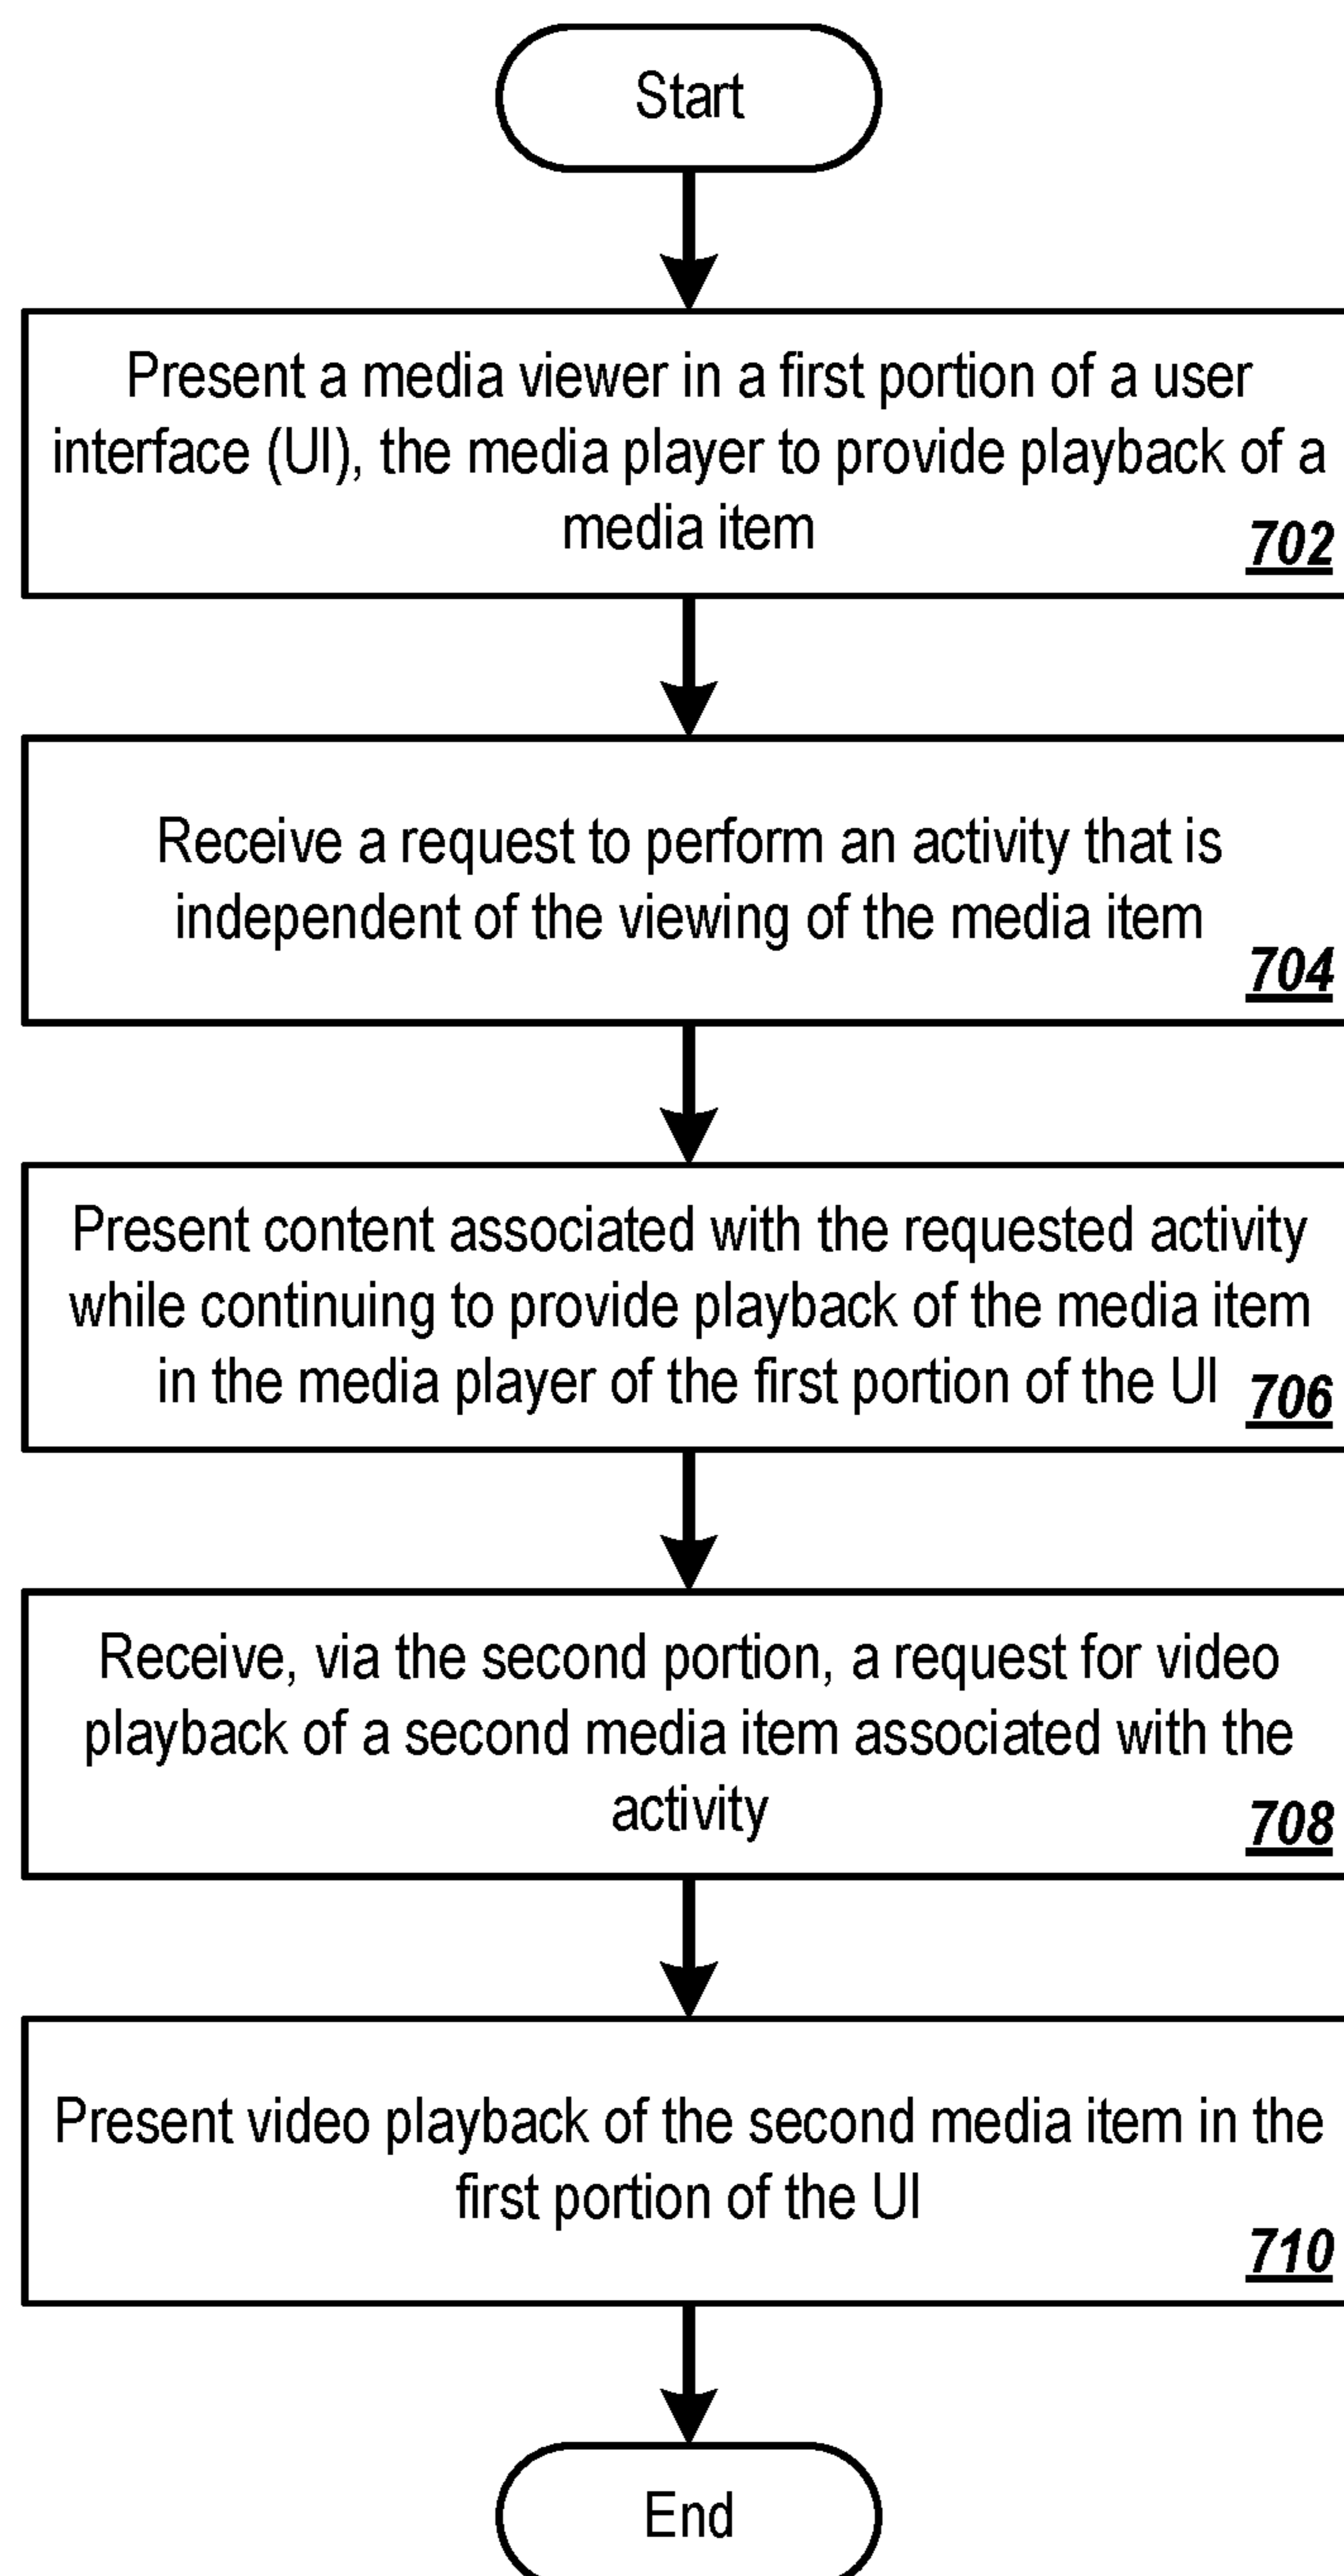 Start
Present a media viewer in a first portion of a user
interface (UI), the media player to provide playback of a
media item
702
Receive a request to perform an activity that is
independent of the viewing of the media item
704
Present content associated with the requested activity
while continuing to provide playback of the media item
in the media player of the first portion of the UI
706
Receive, via the second portion, a request for video
playback of a second media item associated with the
activity
708
Present video playback of the second media item in the
first portion of the UI
710
End